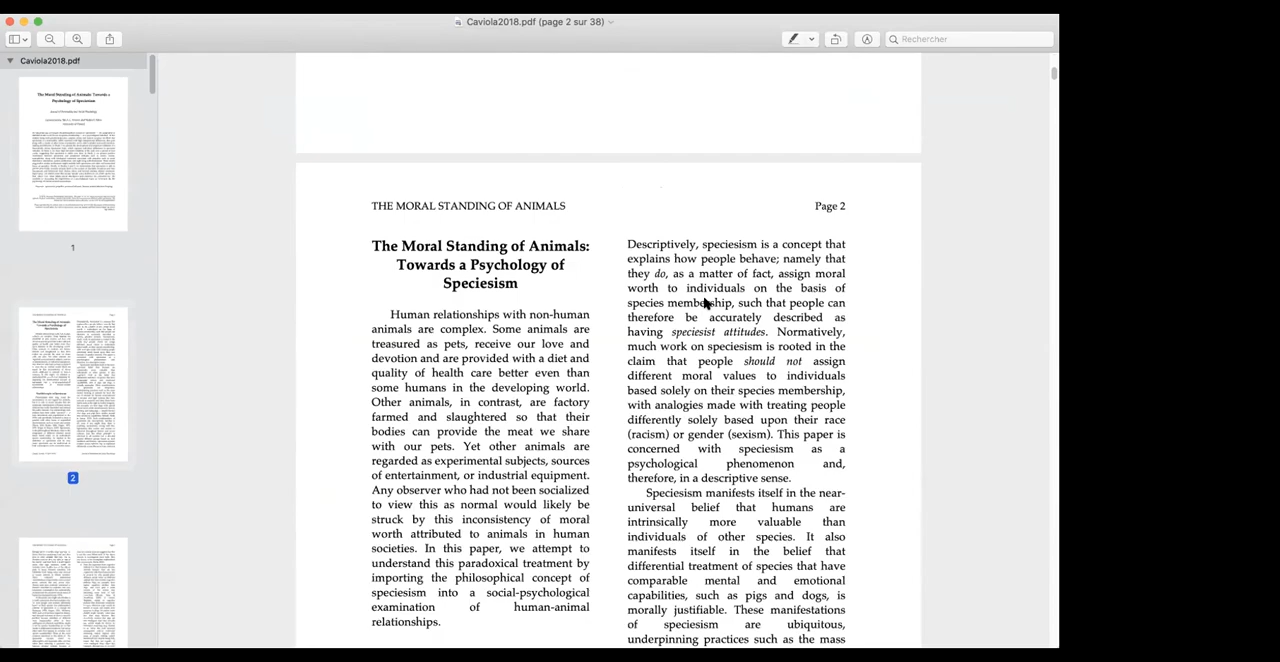 Caviola2018.pdf (page 2 sur 38)
Rechercher
Caviola2018.pdf
The Moral Standing of Animals: Towards a
Psychology of Speciesism
1
2
THE MORAL STANDING OF ANIMALS
Page 2
The Moral Standing of Animals:
Towards a Psychology of
Speciesism
Human relationships with non-human
animals are complex. Some animals are
treated as pets, receive our love and
devotion and are provided with a diet and
quality of health care better even than
some humans in the developing world.
Other animals, in contrast, are factory
farmed and slaughtered so that their
bodies can provide the meat we share
with our pets. Yet other animals are
regarded as experimental subjects, sources
of entertainment, or industrial equipment.
Any observer who had not been socialized
to view this as normal would likely be
struck by this inconsistency of moral
worth attributed to animals in human
societies. In this paper, we attempt to
understand this paradoxical treatment by
importing the philosophical concept of
speciesism into a social-psychological
examination of human-animal
relationships.
Descriptively, speciesism is a concept that
explains how people behave; namely that
they do, as a matter of fact, assign moral
worth to individuals on the basis of
species membership, such that people can
therefore be accurately described as
having speciesist attitudes. Normatively,
much work on speciesism is rooted in the
claim that people should not assign
different moral value to individuals
based solely on their species membership,
with analogies made with treating people
differently solely based upon their race
(racism) or gender (sexism). This paper is
concerned with speciesism as a
psychological phenomenon and,
therefore, in a descriptive sense.
Speciesism manifests itself in the near-
universal belief that humans are
intrinsically more valuable than
individuals of other species. It also
manifests itself in the belief that
differential treatment of species that have
comparable mental and emotional
capabilities, such as pigs and dogs, is
morally justifiable. These manifestations
of speciesism are ubiquitous,
underpinning practices such as the mass